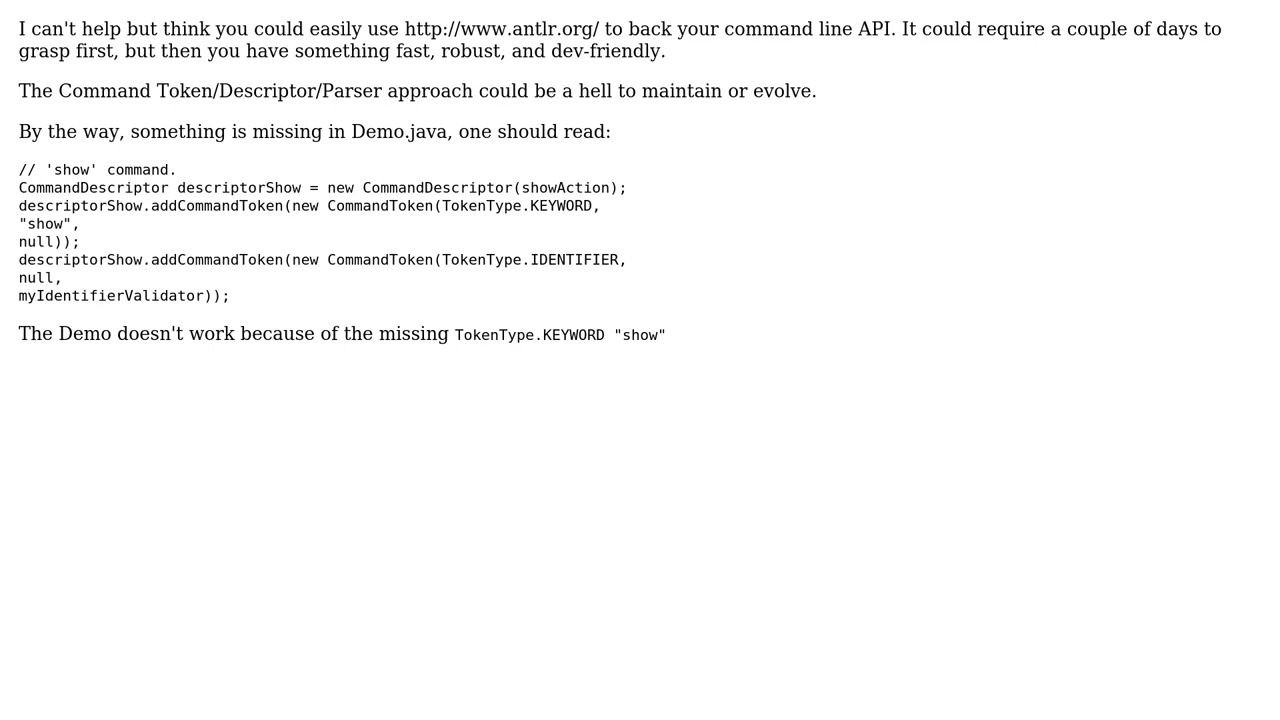 I can't help but think you could easily use http://www.antlr.org/ to back your command line API. It could require a couple of days to
grasp first, but then you have something fast, robust, and dev-friendly.
The Command Token/Descriptor/Parser approach could be a hell to maintain or evolve.
By the way, something is missing in Demo.java, one should read:
// 'show' command.
CommandDescriptor descriptorShow = new CommandDescriptor(showAction);
descriptorShow.addCommandToken(new CommandToken(TokenType.KEYWORD,
"show",
null));
descriptorShow.addCommandToken(new CommandToken(TokenType.IDENTIFIER,
null,
myIdentifierValidator));
The Demo doesn't work because of the missing TokenType.KEYWORD "show"